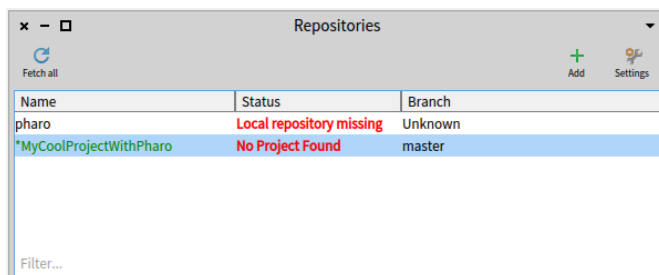 Repositories
Fetch all
Add
Settings
Name Status Branch
pharo Local repository missing Unknown
*MyCoolProjectWithPharo No Project Found master
Filter...